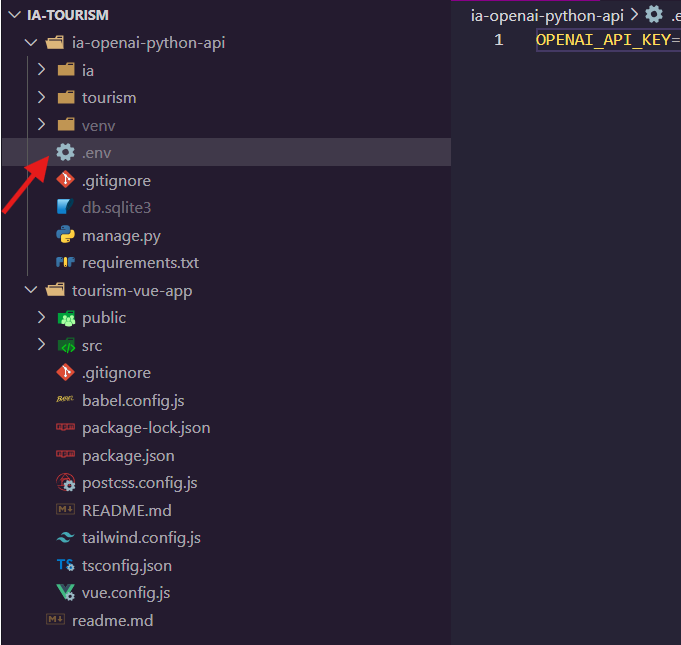 IA-TOURISM
ia-openai-python-api
ia
tourism
venv
.env
.gitignore
db.sqlite3
manage.py
requirements.txt
tourism-vue-app
public
src
.gitignore
babel.config.js
package-lock.json
package.json
postcss.config.js
README.md
tailwind.config.js
tsconfig.json
vue.config.js
readme.md
ia-openai-python-api > .e
1 OPENAI_API_KEY=